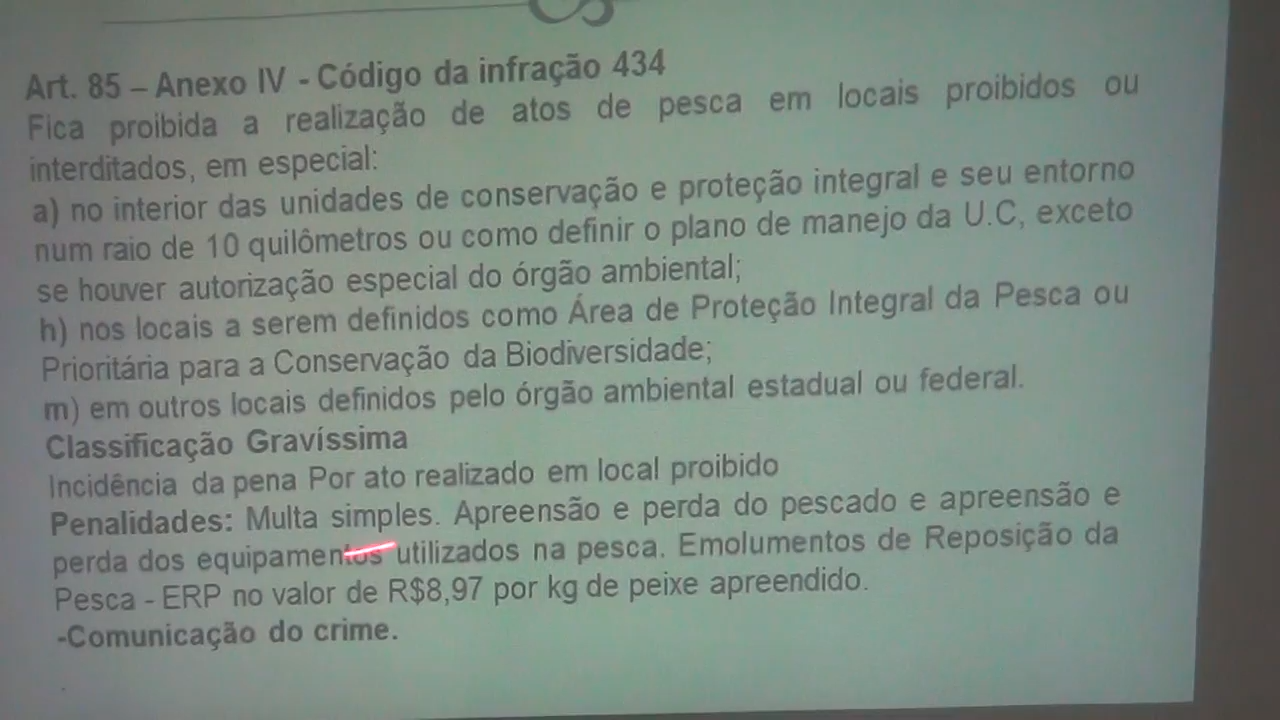 Art. 85 – Anexo IV - Código da infração 434
Fica proibida a realização de atos de pesca em locais proibidos ou
interditados, em especial:
a) no interior das unidades de conservação e proteção integral e seu entorno
num raio de 10 quilômetros ou como definir o plano de manejo da U.C, exceto
se houver autorização especial do órgão ambiental;
h) nos locais a serem definidos como Área de Proteção Integral da Pesca ou
Prioritária para a Conservação da Biodiversidade;
m) em outros locais definidos pelo órgão ambiental estadual ou federal.
Classificação Gravíssima
Incidência da pena Por ato realizado em local proibido
Penalidades: Multa simples. Apreensão e perda do pescado e apreensão e
perda dos equipamentos utilizados na pesca. Emolumentos de Reposição da
Pesca - ERP no valor de R$8,97 por kg de peixe apreendido.
-Comunicação do crime.